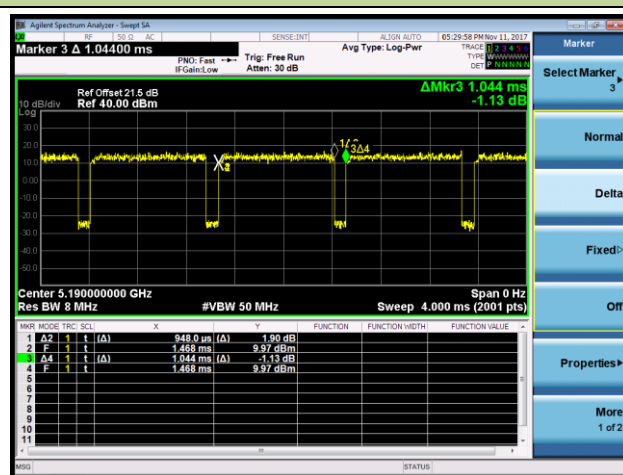 Agilent Spectrum Analyzer - Swept SA
RF 50 Ω AC SENSE:INT ALIGN AUTO 05:29:58 PM Nov 11, 2017
Marker 3 Δ 1.04400 ms
PNO: Fast Trig: Free Run Avg Type: Log-Pwr TRACE 1 2 3 4 5 6
IFGain:Low Atten: 30 dB TYPE WWWWWW
DET P N N N N N
Marker
Select Marker
3
Normal
Delta
Fixed
Off
Properties
More
1 of 2
Ref Offset 21.5 dB
10 dB/div Ref 40.00 dBm
ΔMkr3 1.044 ms
-1.13 dB
Log
30.0
20.0
10.0
0.00
-10.0
-20.0
-30.0
-40.0
-50.0
3Δ4
Center 5.190000000 GHz Span 0 Hz
Res BW 8 MHz #VBW 50 MHz Sweep 4.000 ms (2001 pts)
MKR MODE TRC SCL X Y FUNCTION FUNCTION WIDTH FUNCTION VALUE
1 Δ2 1 t (Δ) 948.0 µs (Δ) 1.90 dB
2 F 1 t 1.468 ms 9.97 dBm
3 Δ4 1 t (Δ) 1.044 ms (Δ) -1.13 dB
4 F 1 t 1.468 ms 9.97 dBm
5
6
7
8
9
10
11
MSG STATUS